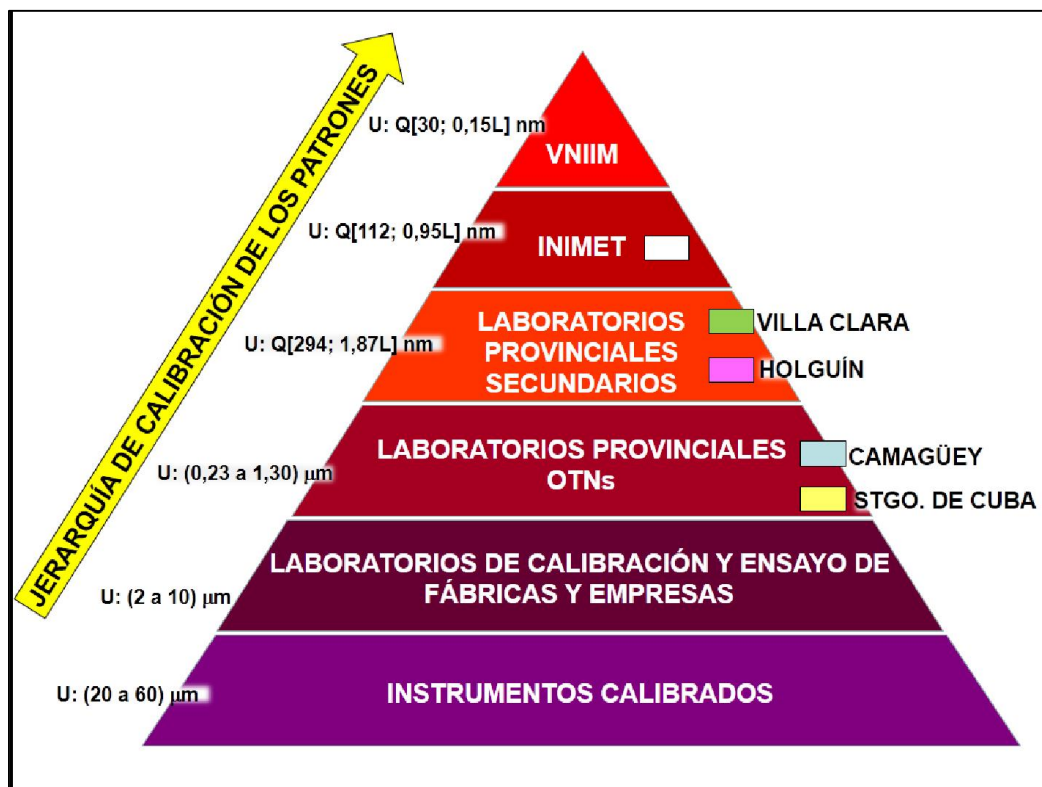 JERARQUÍA DE CALIBRACIÓN DE LOS PATRONES
U: Q[30; 0,15L] nm
VNIIM
U: Q[112; 0,95L] nm
INIMET
U: Q[294; 1,87L] nm
LABORATORIOS
PROVINCIALES
SECUNDARIOS
VILLA CLARA
HOLGUÍN
U: (0,23 a 1,30) μm
LABORATORIOS PROVINCIALES
OTNs
CAMAGÜEY
STGO. DE CUBA
U: (2 a 10) μm
LABORATORIOS DE CALIBRACIÓN Y ENSAYO DE
FÁBRICAS Y EMPRESAS
U: (20 a 60) μm
INSTRUMENTOS CALIBRADOS